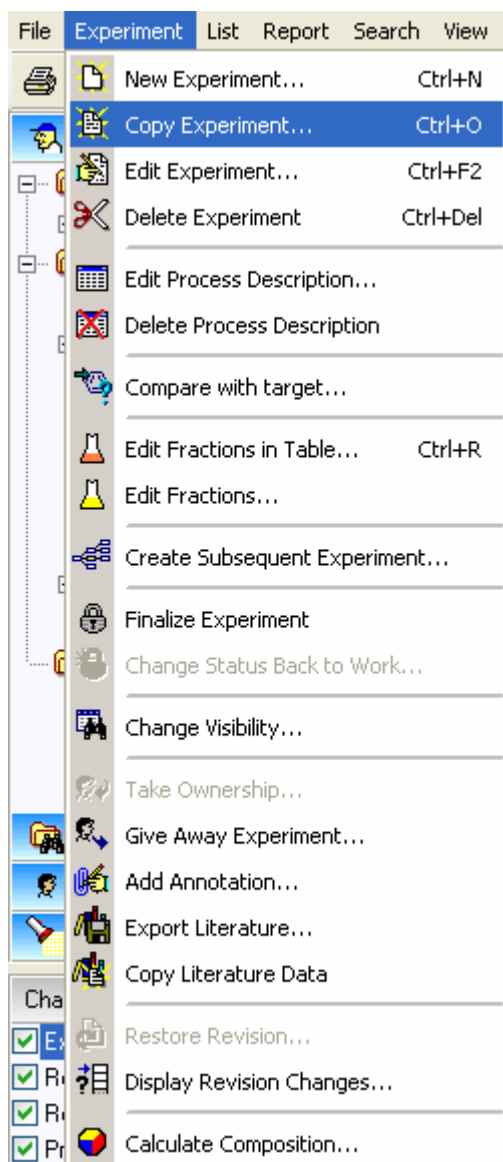 File Experiment List Report Search View
New Experiment... Ctrl+N
Copy Experiment... Ctrl+O
Edit Experiment... Ctrl+F2
Delete Experiment Ctrl+Del
Edit Process Description...
Delete Process Description
Compare with target...
Edit Fractions in Table... Ctrl+R
Edit Fractions...
Create Subsequent Experiment...
Finalize Experiment
Change Status Back to Work...
Change Visibility...
Take Ownership...
Give Away Experiment...
Add Annotation...
Export Literature...
Copy Literature Data
Restore Revision...
Display Revision Changes...
Calculate Composition...